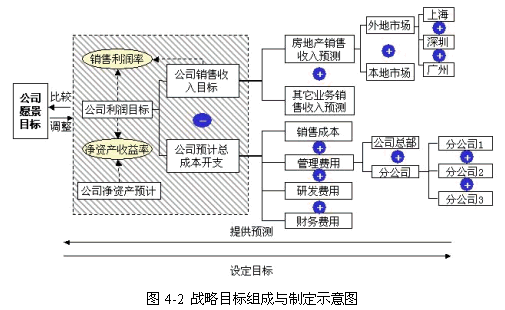 公司
愿景
目标
比较
调整
销售利润率
公司利润目标
净资产收益率
公司净资产预计
公司销售收
入目标
公司预计总
成本开支
房地产销售
收入预测
其它业务销
售收入预测
外地市场
本地市场
上海
深圳
广州
销售成本
管理费用
研发费用
财务费用
公司总部
分公司
分公司1
分公司2
分公司3
提供预测
设定目标
图 4-2 战略目标组成与制定示意图